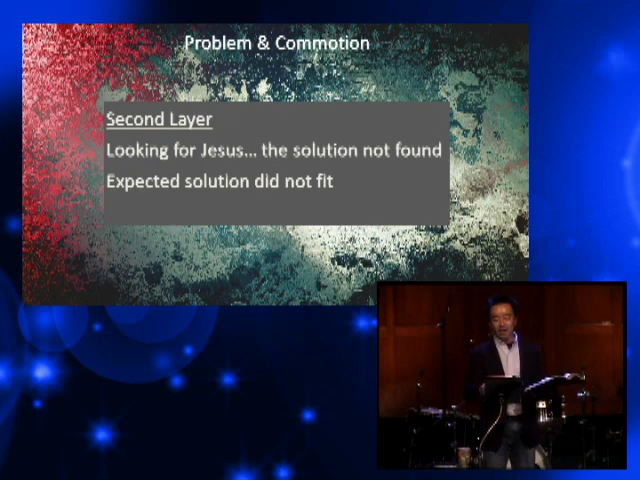 Problem & Commotion
Second Layer
Looking for Jesus... the solution not found
Expected solution did not fit